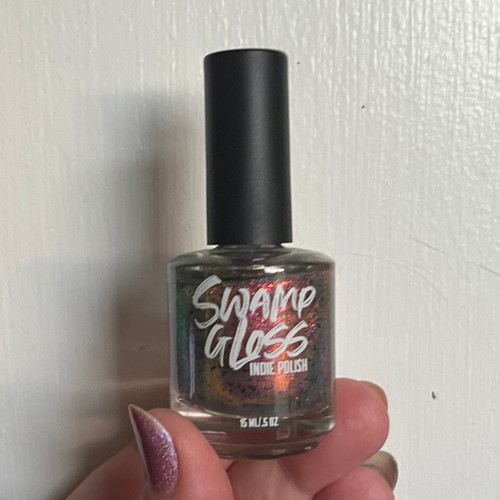 SWAMP
GLOSS
INDIE POLISH
15 ML/.5 OZ